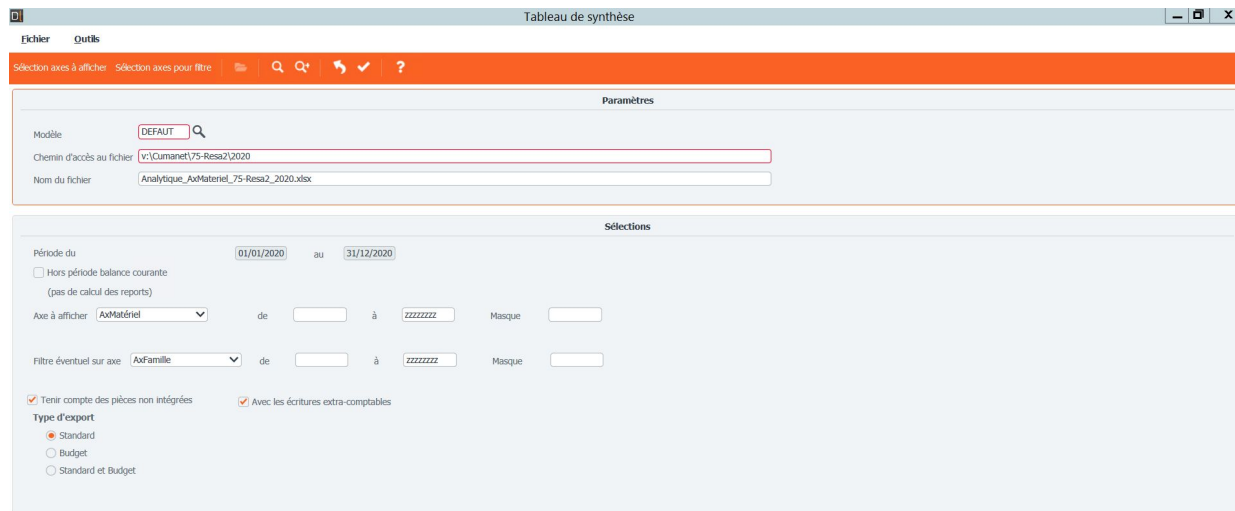 D
Tableau de synthèse
Fichier Outils
Sélection axes à afficher Sélection axes pour filtre ?
Paramètres
Modèle DEFAUT
Chemin d'accès au fichier v:\Cumanet\75-Resa2\2020
Nom du fichier Analytique_AxMateriel_75-Resa2_2020.xlsx
Sélections
Période du 01/01/2020 au 31/12/2020
Hors période balance courante
(pas de calcul des reports)
Axe à afficher AxMatériel de à zzzzzzzz Masque
Filtre éventuel sur axe AxFamille de à zzzzzzzz Masque
Tenir compte des pièces non intégrées Avec les écritures extra-comptables
Type d'export
Standard
Budget
Standard et Budget